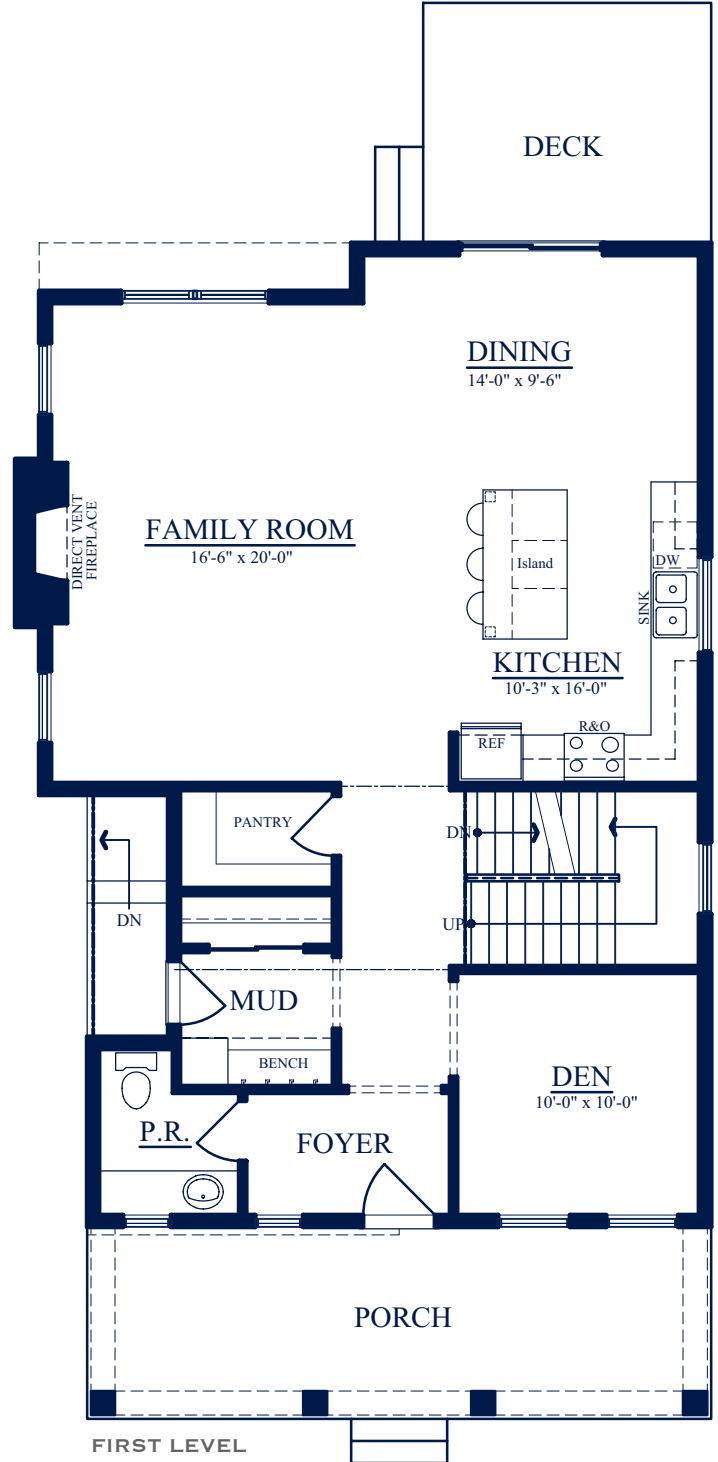 DECK
DINING
14'-0" x 9'-6"
DIRECT VENT
FIREPLACE
FAMILY ROOM
16'-6" x 20'-0"
Island
DW
SINK
KITCHEN
10'-3" x 16'-0"
REF
R&O
PANTRY
DN
DN
UP
MUD
BENCH
DEN
10'-0" x 10'-0"
P.R.
FOYER
PORCH
FIRST LEVEL